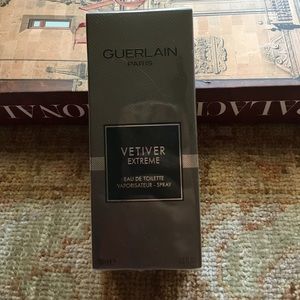 GUERLAIN
PARIS
VETIVER
EXTREME
EAU DE TOILETTE
VAPORISATEUR - SPRAY